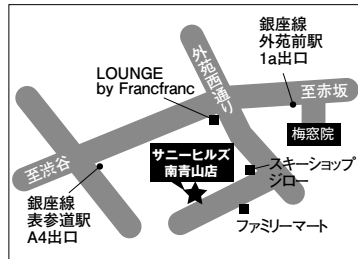 銀座線
外苑前駅
1a出口
外苑西通り
LOUNGE
by Francfranc
至赤坂
梅窓院
サニーヒルズ
南青山店
スキーショップ
ジロー
至渋谷
銀座線
表参道駅
A4出口
ファミリーマート